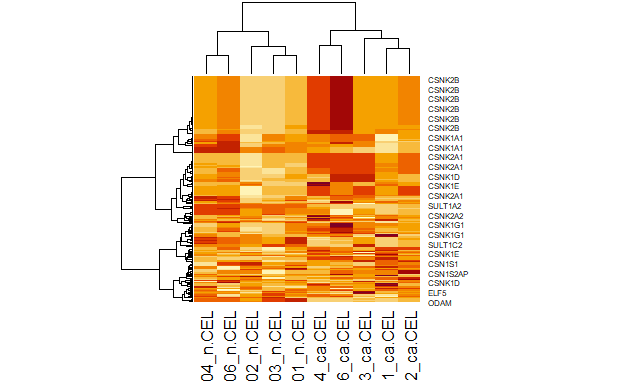 CSNK2B
CSNK2B
CSNK2B
CSNK2B
CSNK2B
CSNK2B
CSNK1A1
CSNK1A1
CSNK2A1
CSNK2A1
CSNK1D
CSNK1E
CSNK2A1
SULT1A2
CSNK2A2
CSNK1G1
CSNK1G1
SULT1C2
CSNK1E
CSN1S1
CSN1S2AP
CSNK1D
ELF5
ODAM
04_n.CEL
06_n.CEL
02_n.CEL
03_n.CEL
01_n.CEL
4_ca.CEL
6_ca.CEL
3_ca.CEL
1_ca.CEL
2_ca.CEL